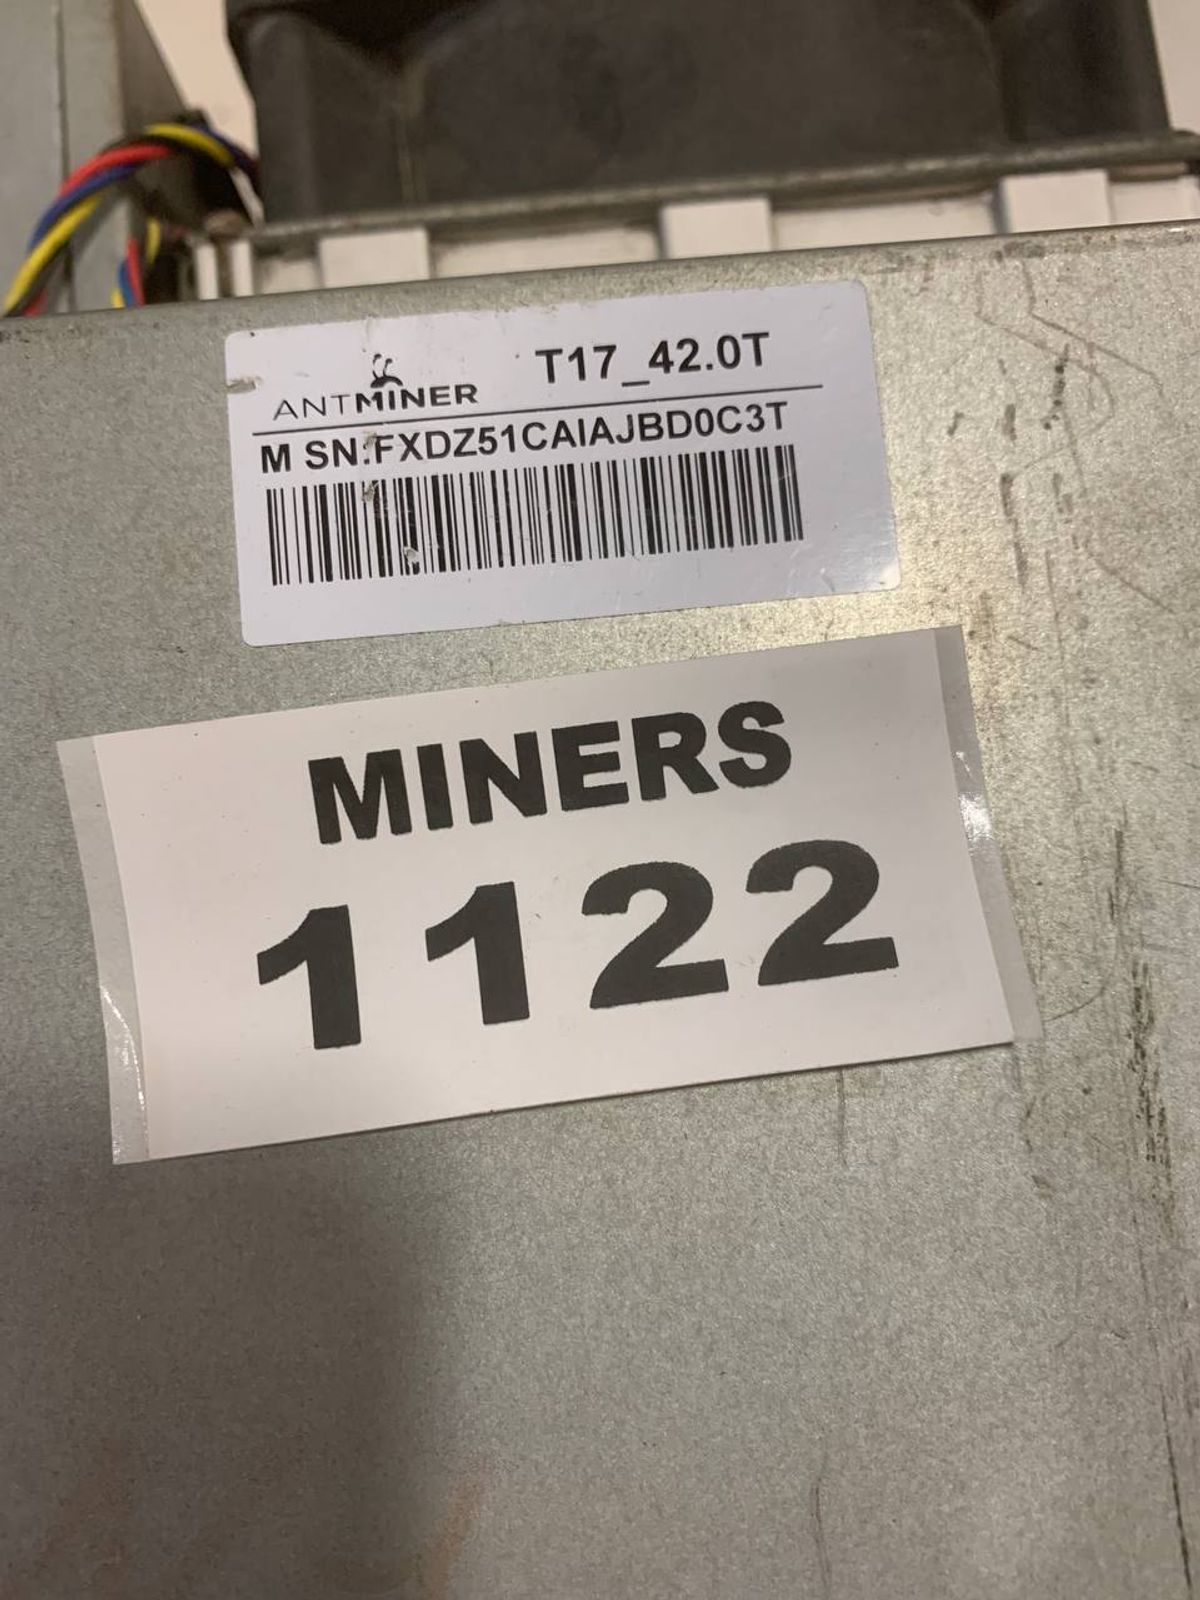 ANTMINER T17_42.0T
M SN:FXDZ51CAIAJBD0C3T
MINERS
1122